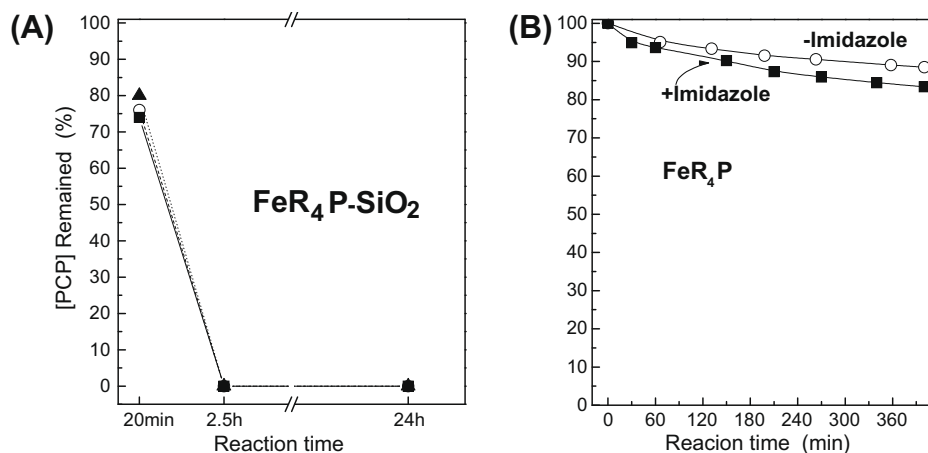 (A)
100
90
80
70
60
50
40
30
20
10
0
[PCP] Remained (%)
FeR₄P-SiO₂
20min 2.5h 24h
Reaction time
(B)
100
90
80
70
60
50
40
30
20
10
0
-Imidazole
+Imidazole
FeR₄P
0 60 120 180 240 300 360
Reacion time (min)